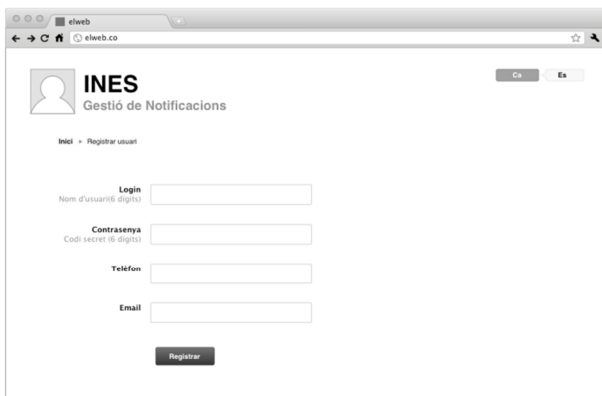 elweb
elweb.co
INES
Gestió de Notificacions
Ca Es
Inici ▸ Registrar usuari
Login
Nom d'usuari(6 digits)
Contrasenya
Codi secret (6 digits)
Telèfon
Email
Registrar